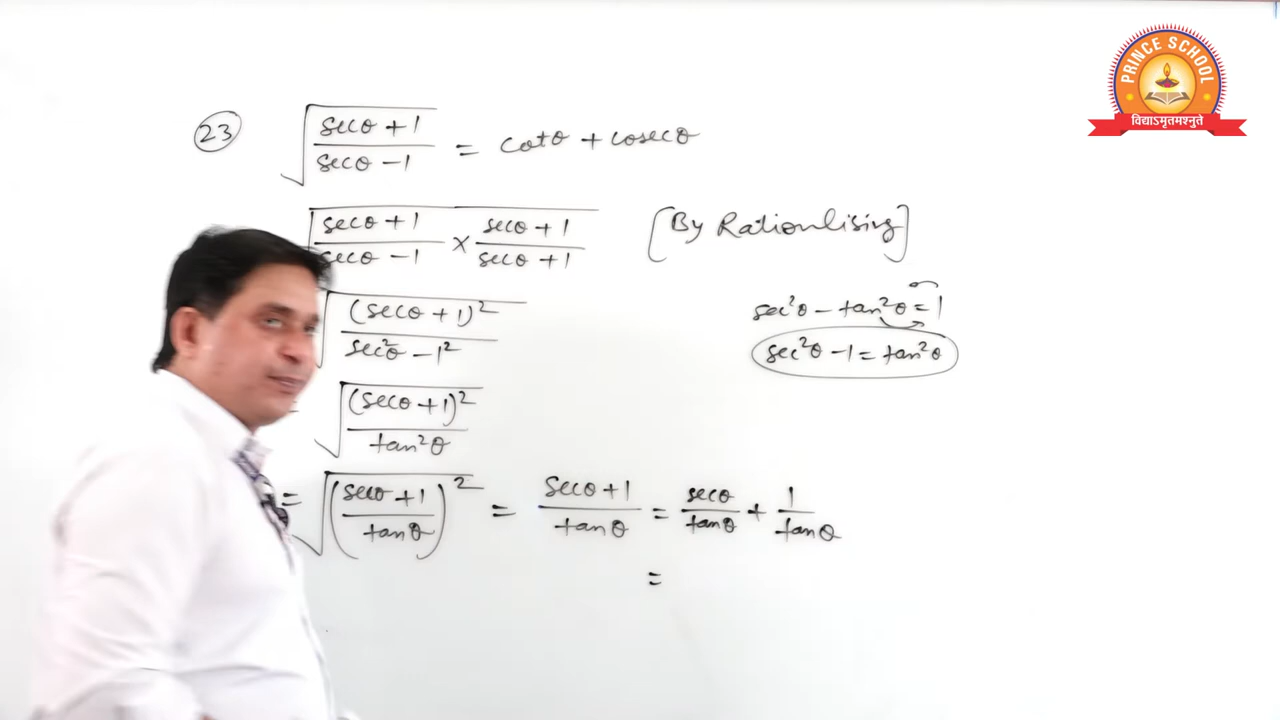 PRINCE SCHOOL
विद्याऽमृतमश्नुते
23 √((secθ + 1)/(secθ - 1)) = cotθ + cosecθ
√((secθ + 1)/(secθ - 1) × (secθ + 1)/(secθ + 1)) [By Rationlising]
√((secθ + 1)²/(sec²θ - 1²))
sec²θ - tan²θ = 1
sec²θ - 1 = tan²θ
= √((secθ + 1)²/tan²θ)
= √(((secθ + 1)/tanθ)²) = (secθ + 1)/tanθ = secθ/tanθ + 1/tanθ
=